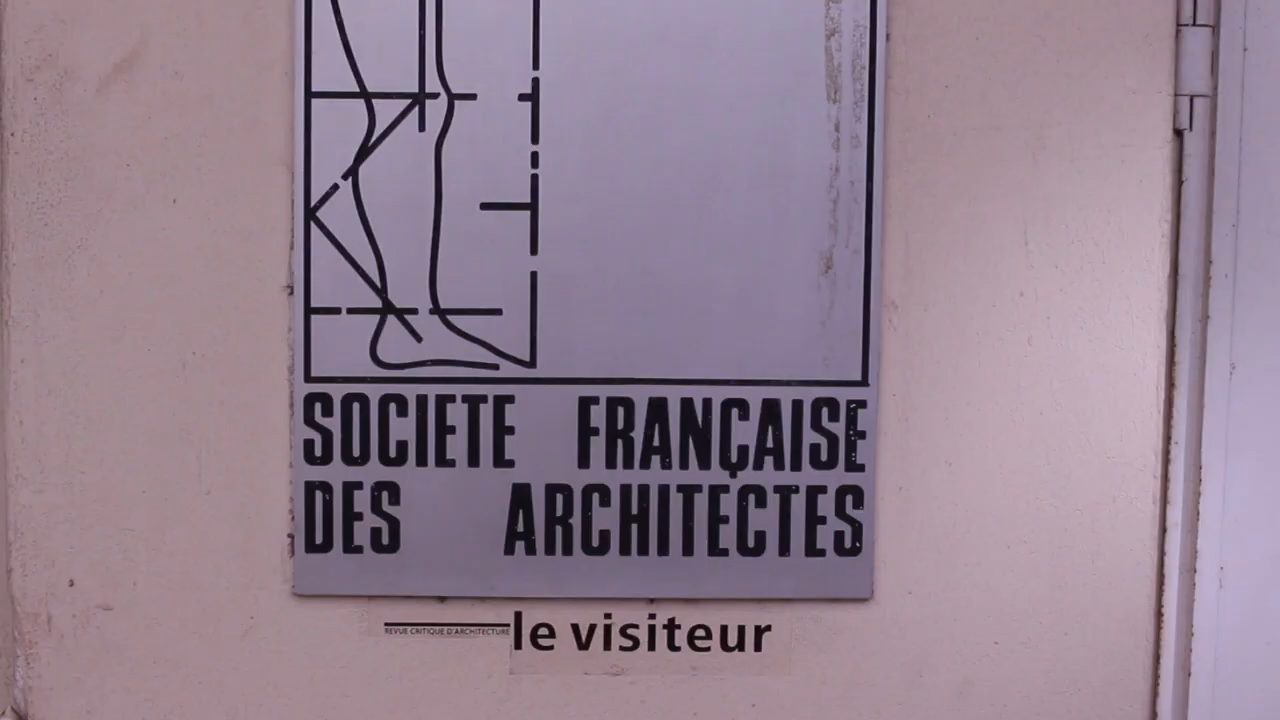 SOCIETE FRANÇAISE
DES ARCHITECTES
REVUE CRITIQUE D'ARCHITECTURE le visiteur